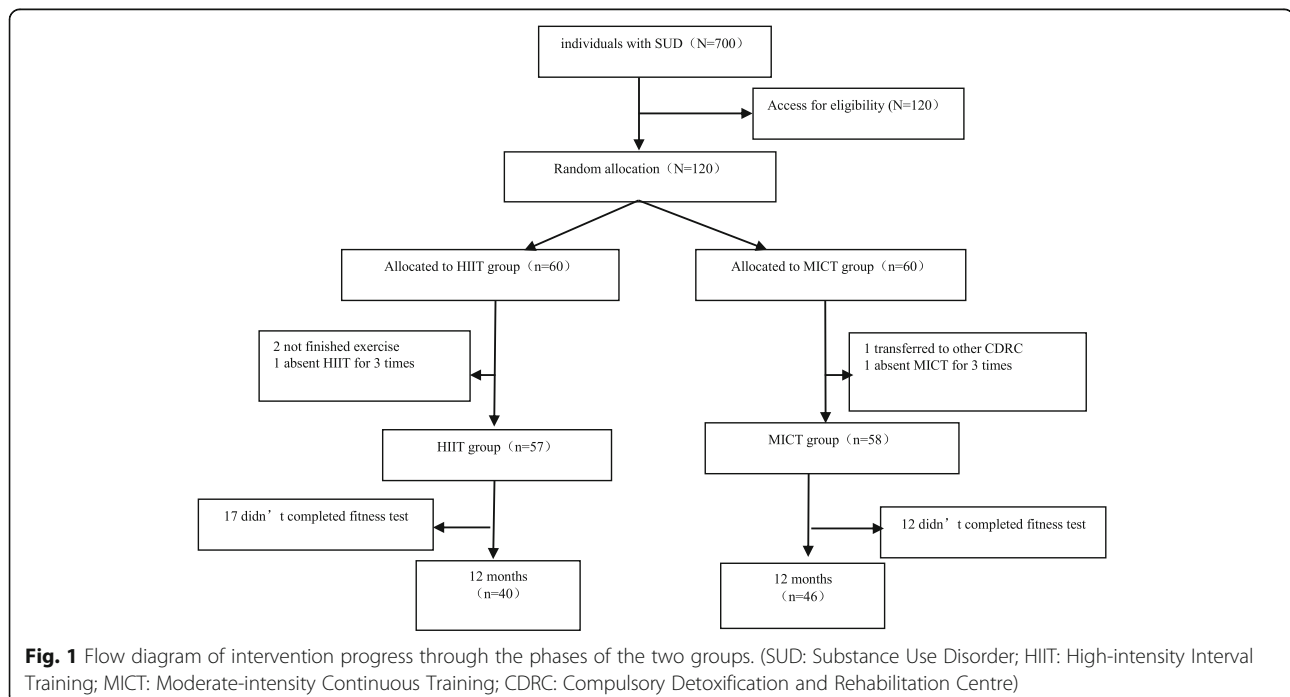 individuals with SUD（N=700）
Access for eligibility (N=120)
Random allocation（N=120）
Allocated to HIIT group（n=60）
Allocated to MICT group（n=60）
2 not finished exercise
1 absent HIIT for 3 times
1 transferred to other CDRC
1 absent MICT for 3 times
HIIT group（n=57）
MICT group（n=58）
17 didn’t completed fitness test
12 didn’t completed fitness test
12 months
（n=40）
12 months
（n=46）
Fig. 1 Flow diagram of intervention progress through the phases of the two groups. (SUD: Substance Use Disorder; HIIT: High-intensity Interval
Training; MICT: Moderate-intensity Continuous Training; CDRC: Compulsory Detoxification and Rehabilitation Centre)